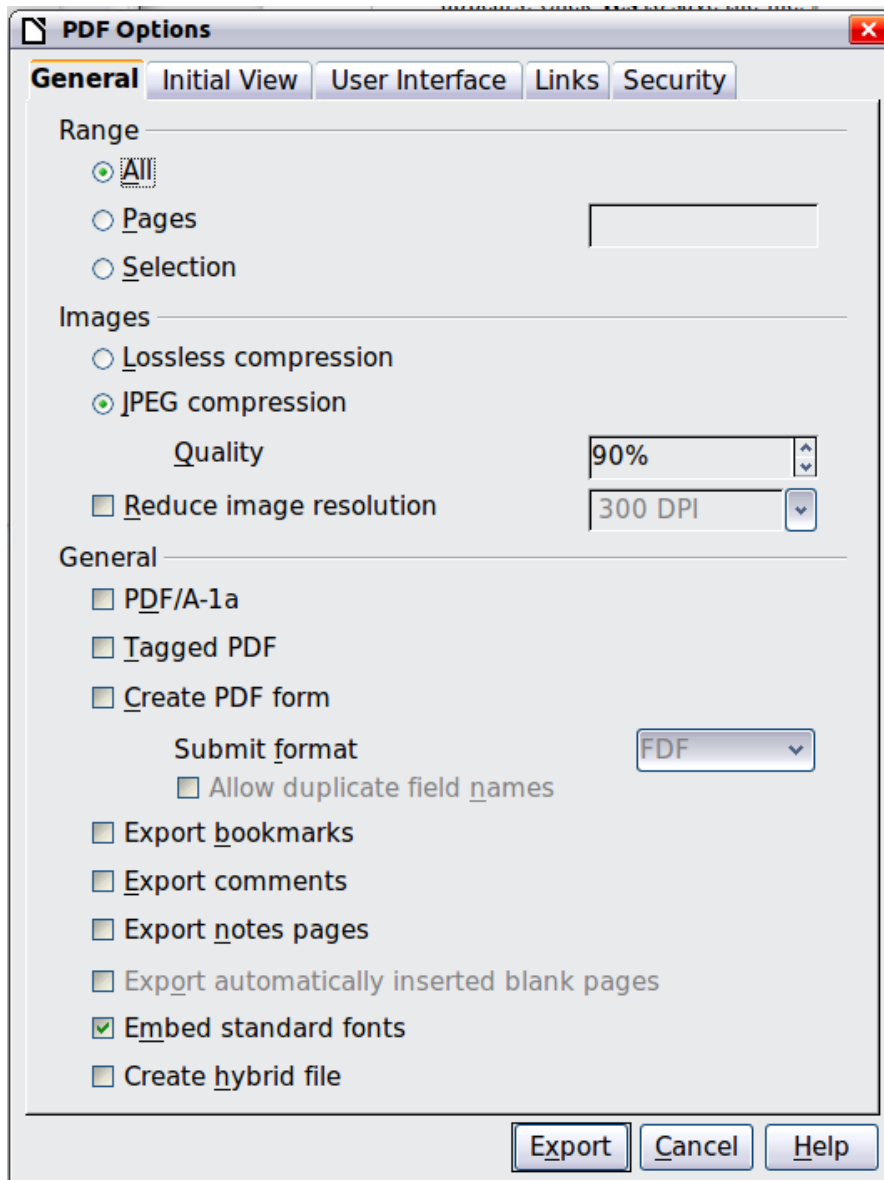 PDF Options
General Initial View User Interface Links Security
Range
All
Pages
Selection
Images
Lossless compression
JPEG compression
Quality 90%
Reduce image resolution 300 DPI
General
PDF/A-1a
Tagged PDF
Create PDF form
Submit format FDF
Allow duplicate field names
Export bookmarks
Export comments
Export notes pages
Export automatically inserted blank pages
Embed standard fonts
Create hybrid file
Export Cancel Help